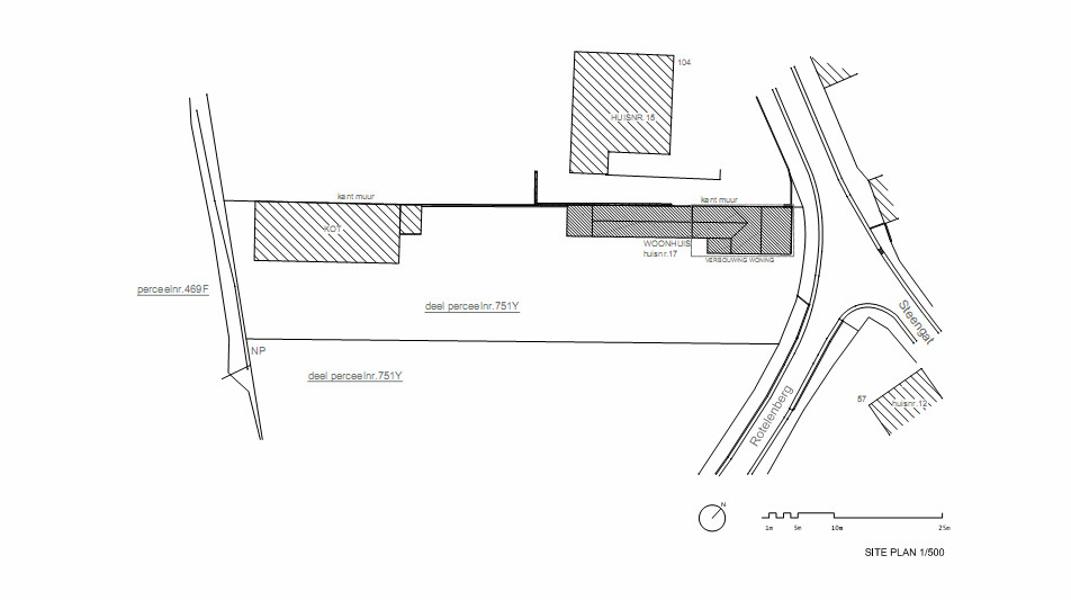 104
HUISNR.15
kant muur
kant muur
KOT
WOONHUIS
huisnr.17
VERBOUWING WONING
perceelnr.469F
deel perceelnr.751Y
Steengat
NP
deel perceelnr.751Y
57
huisnr.12
Rotelenberg
N
1m 5m 10m 25m
SITE PLAN 1/500